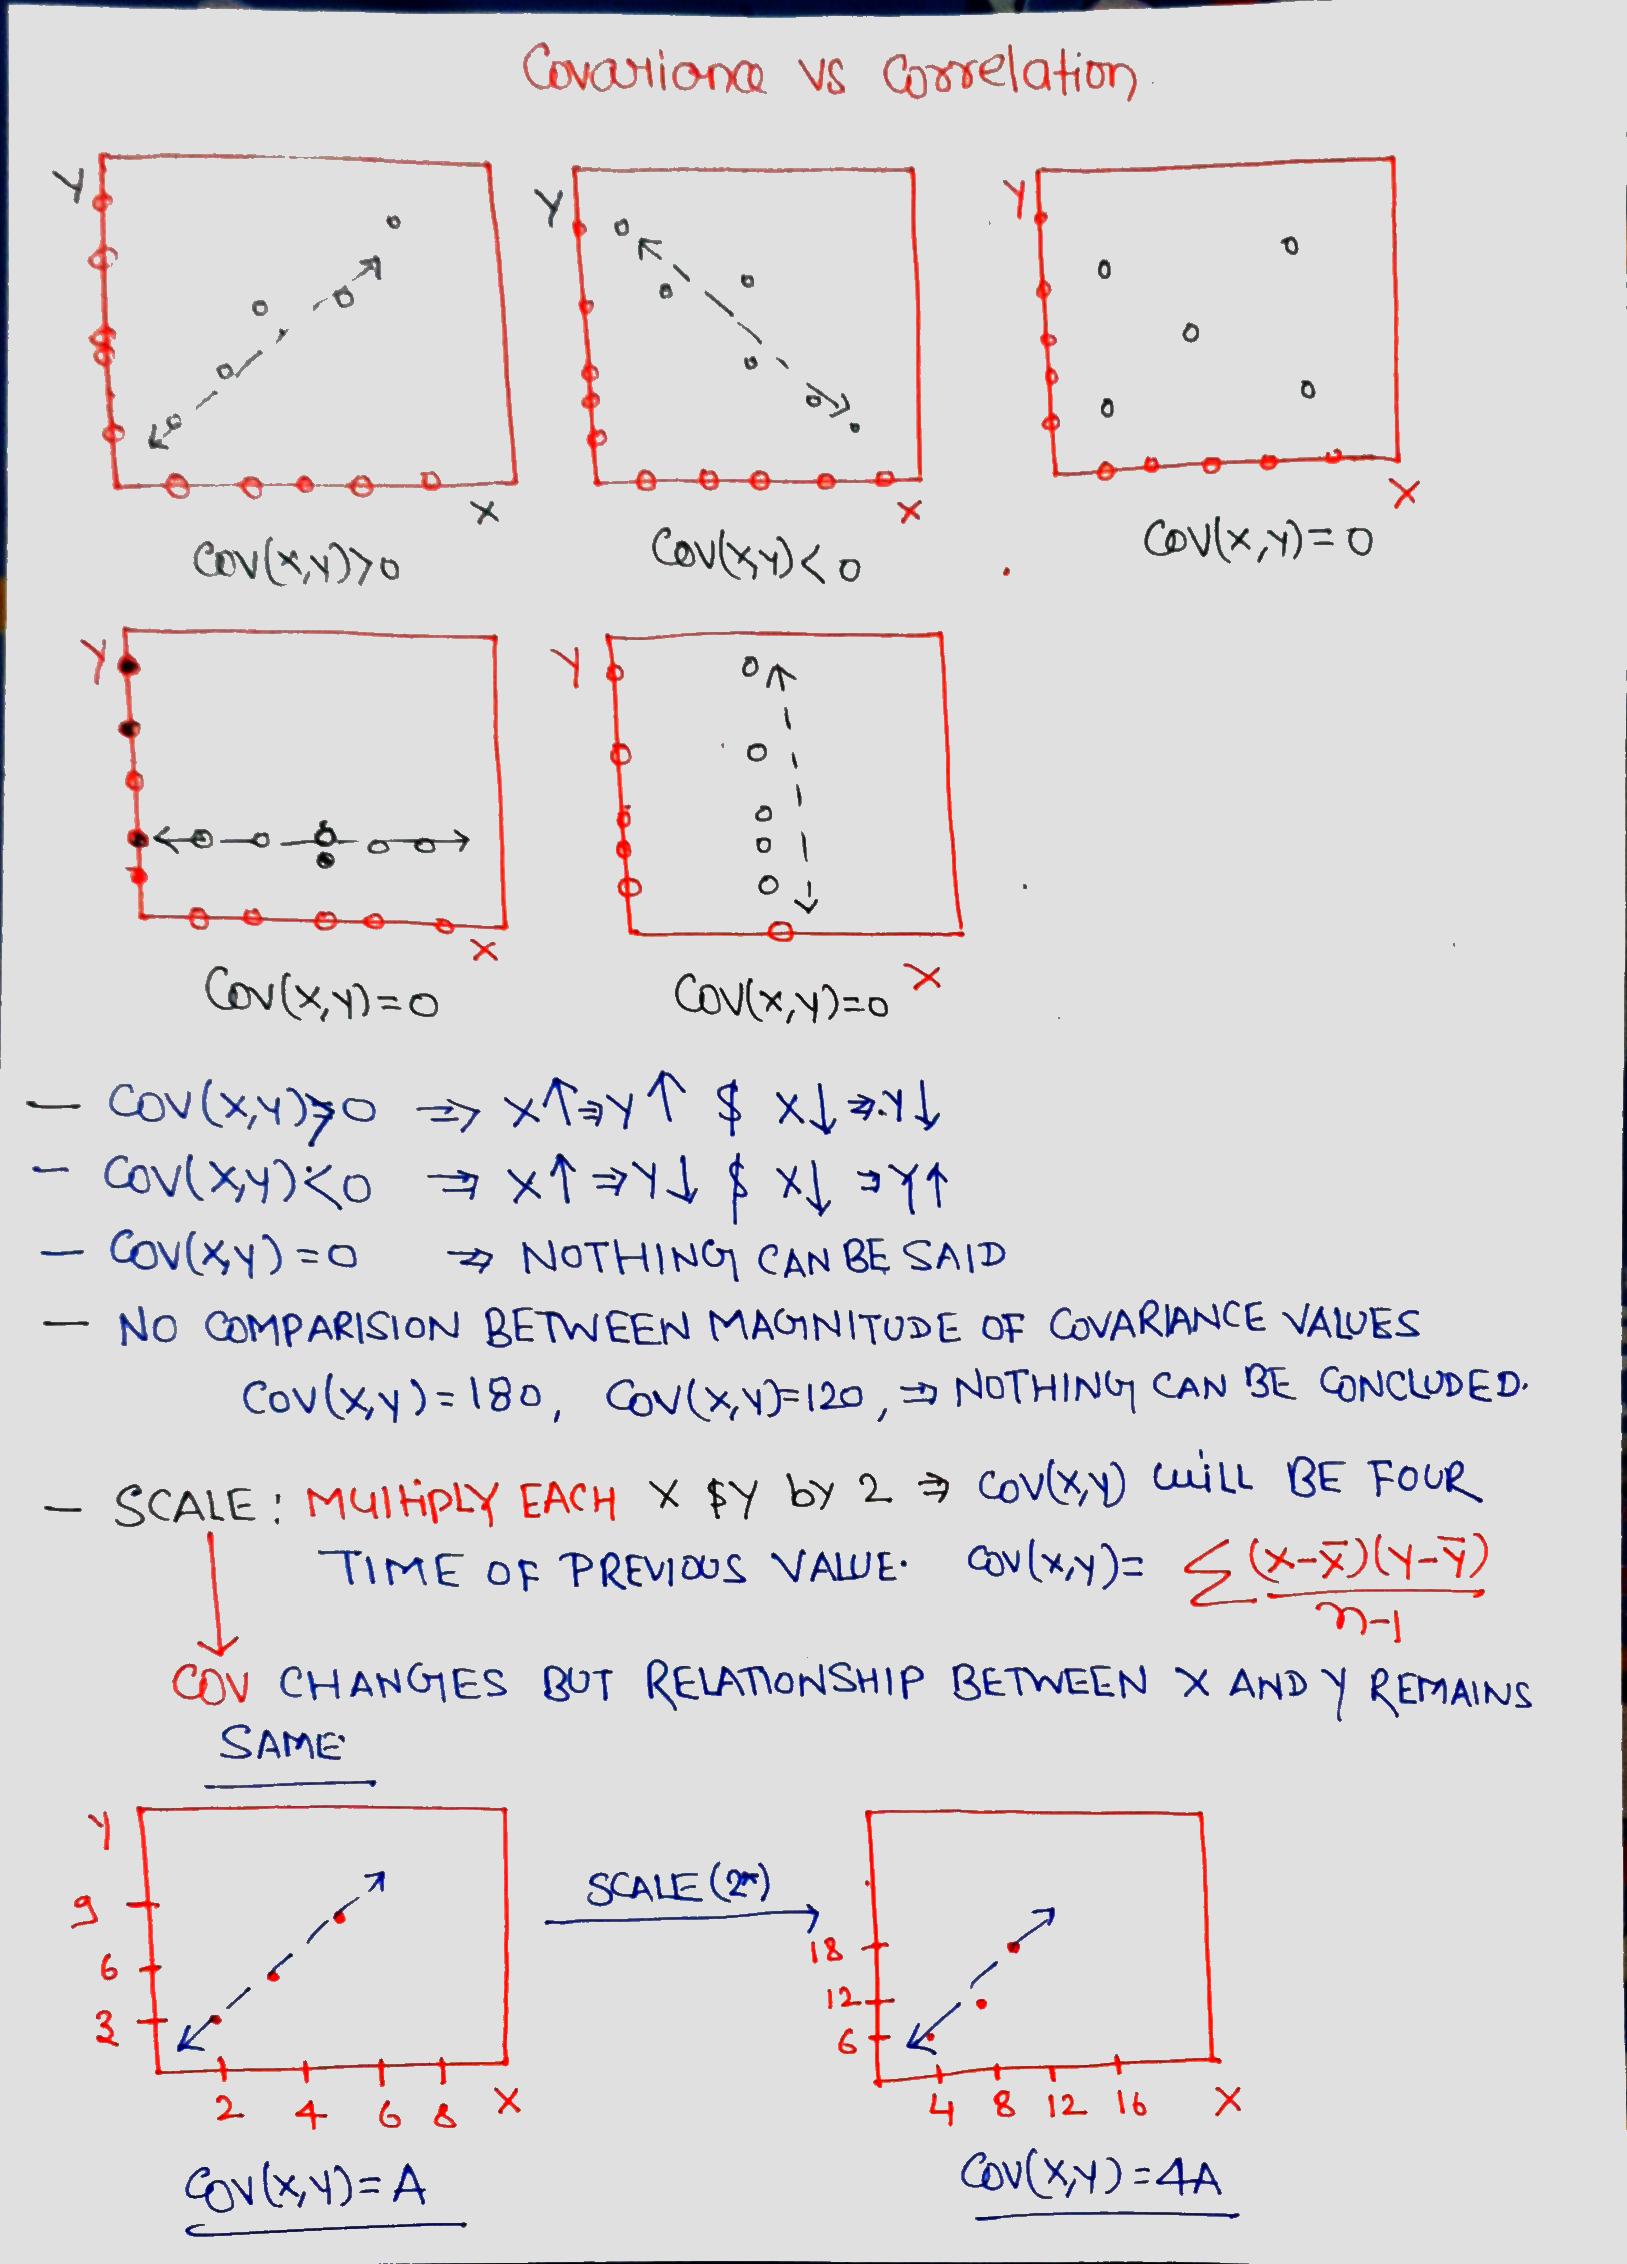 Covariance vs Correlation
Y
Y
Y
X
X
X
COV(X,Y)>0
COV(X,Y)<0
COV(X,Y)=0
Y
Y
X
X
COV(X,Y)=0
COV(X,Y)=0
— COV(X,Y)>0 ⇒ X↑⇒Y↑ $ X↓⇒Y↓
— COV(X,Y)<0 ⇒ X↑⇒Y↓ $ X↓⇒Y↑
— COV(X,Y)=0 ⇒ NOTHING CAN BE SAID
— NO COMPARISION BETWEEN MAGNITUDE OF COVARIANCE VALUES
COV(X,Y)=180, COV(X,Y)=120, ⇒ NOTHING CAN BE CONCLUDED.
— SCALE: MULTIPLY EACH X $Y by 2 ⇒ COV(X,Y) WILL BE FOUR
TIME OF PREVIOUS VALUE. COV(X,Y)= ∑ (X-X̄)(Y-Ȳ)
n-1
COV CHANGES BUT RELATIONSHIP BETWEEN X AND Y REMAINS
SAME
Y
9
6
3
2 4 6 8 X
SCALE (2*)
18
12
6
4 8 12 16 X
COV(X,Y)=A
COV(X,Y)=4A